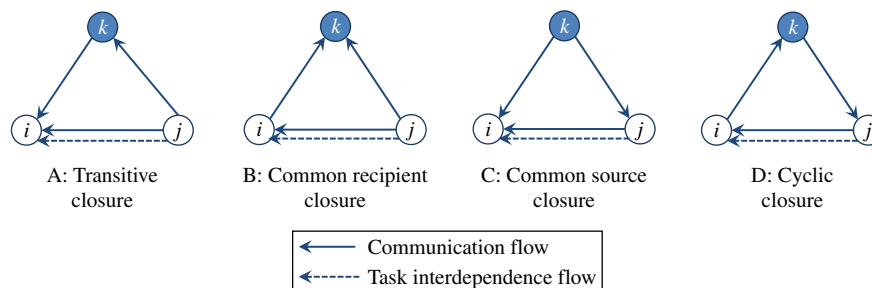 k k k k
i j i j i j i j
A: Transitive closure
B: Common recipient closure
C: Common source closure
D: Cyclic closure
Communication flow
Task interdependence flow